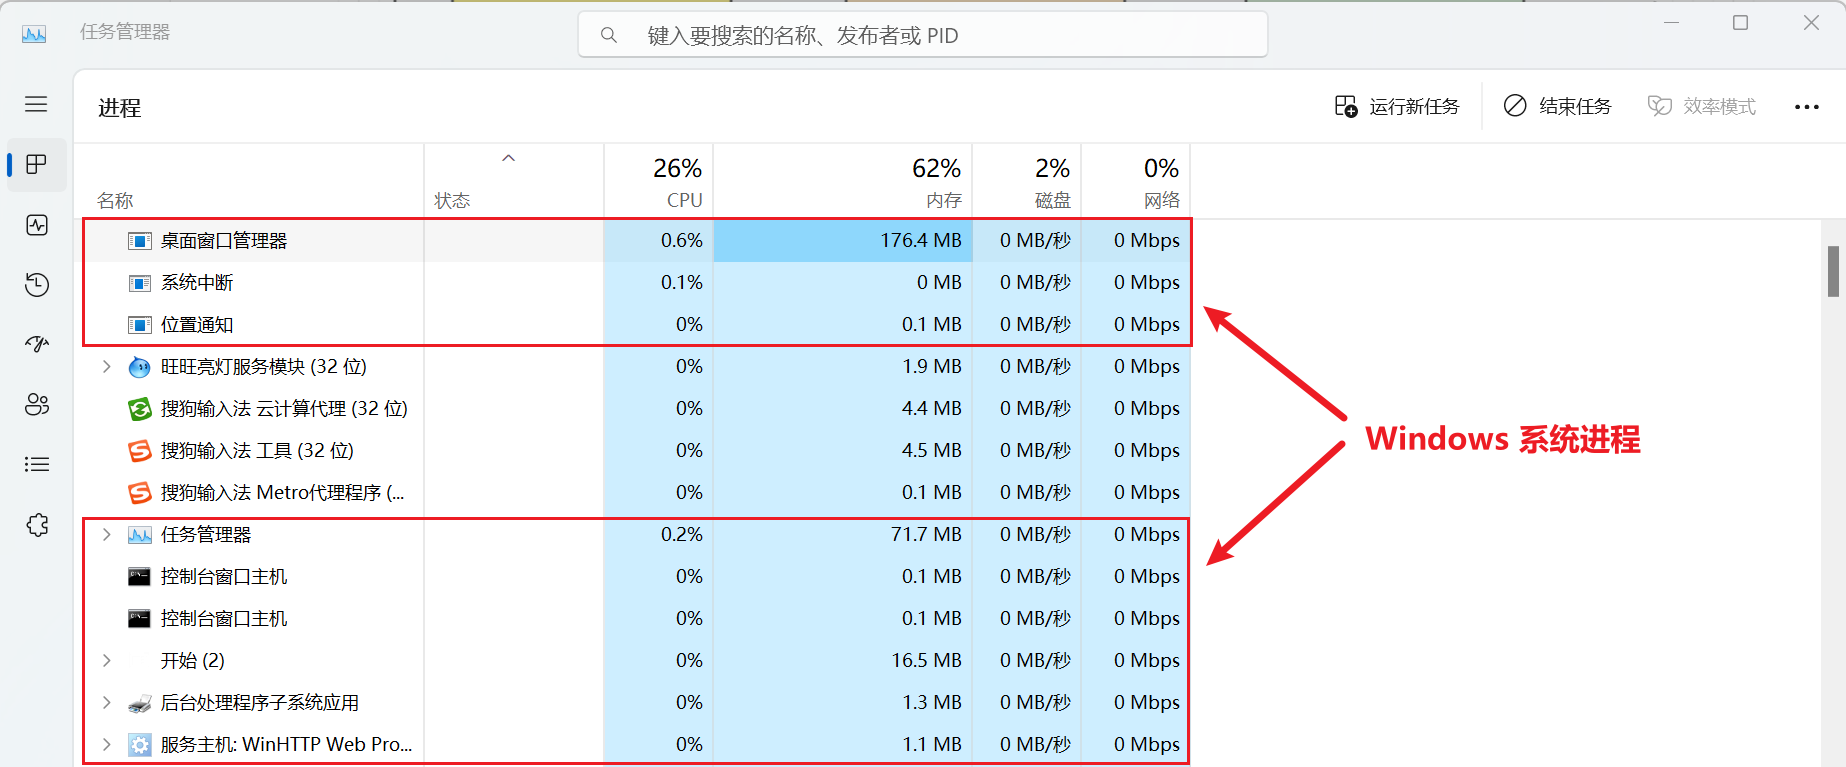 任务管理器
键入要搜索的名称、发布者或 PID
进程
运行新任务
结束任务
效率模式
26% 62% 2% 0%
名称 状态 CPU 内存 磁盘 网络
桌面窗口管理器 0.6% 176.4 MB 0 MB/秒 0 Mbps
系统中断 0.1% 0 MB 0 MB/秒 0 Mbps
位置通知 0% 0.1 MB 0 MB/秒 0 Mbps
旺旺亮灯服务模块 (32 位) 0% 1.9 MB 0 MB/秒 0 Mbps
搜狗输入法 云计算代理 (32 位) 0% 4.4 MB 0 MB/秒 0 Mbps
Windows 系统进程
搜狗输入法 工具 (32 位) 0% 4.5 MB 0 MB/秒 0 Mbps
搜狗输入法 Metro代理程序 (... 0% 0.1 MB 0 MB/秒 0 Mbps
任务管理器 0.2% 71.7 MB 0 MB/秒 0 Mbps
控制台窗口主机 0% 0.1 MB 0 MB/秒 0 Mbps
控制台窗口主机 0% 0.1 MB 0 MB/秒 0 Mbps
开始 (2) 0% 16.5 MB 0 MB/秒 0 Mbps
后台处理程序子系统应用 0% 1.3 MB 0 MB/秒 0 Mbps
服务主机: WinHTTP Web Pro... 0% 1.1 MB 0 MB/秒 0 Mbps